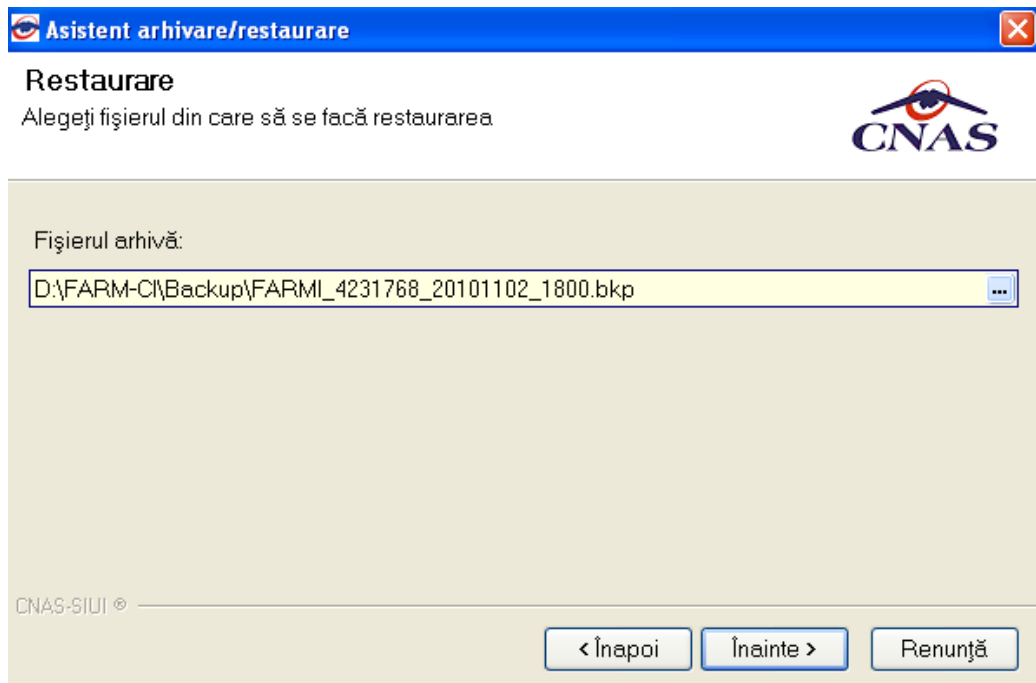 Asistent arhivare/restaurare
Restaurare
Alegeţi fişierul din care să se facă restaurarea
CNAS
Fişierul arhivă:
D:\FARM-CI\Backup\FARMI_4231768_20101102_1800.bkp
...
CNAS-SIUI ®
< Înapoi
Înainte >
Renunţă